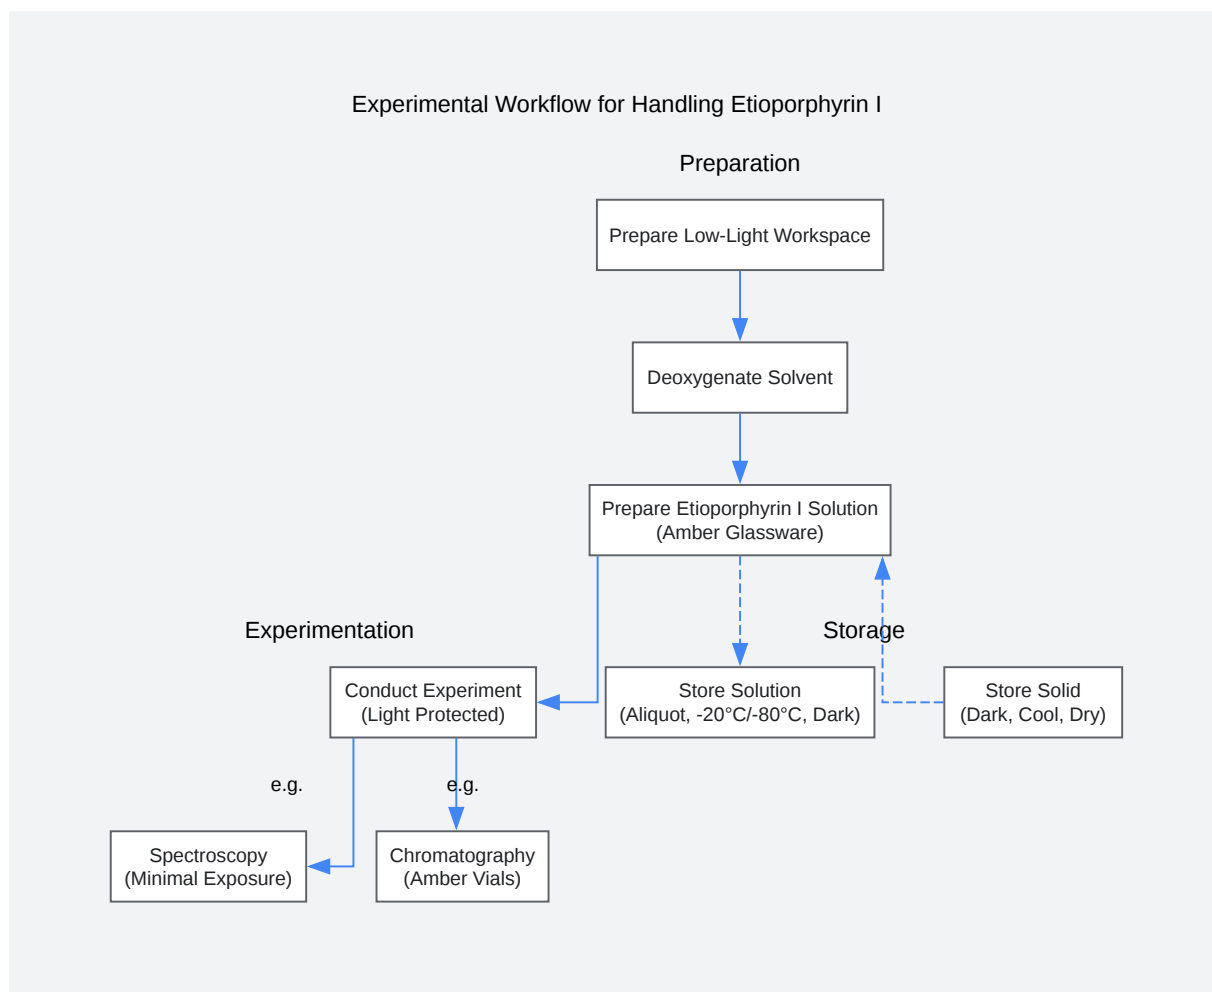 Experimental Workflow for Handling Etioporphyrin I
Preparation
Prepare Low-Light Workspace
Deoxygenate Solvent
Prepare Etioporphyrin I Solution
(Amber Glassware)
Experimentation
Storage
Conduct Experiment
(Light Protected)
Store Solution
(Aliquot, -20°C/-80°C, Dark)
Store Solid
(Dark, Cool, Dry)
e.g.
e.g.
Spectroscopy
(Minimal Exposure)
Chromatography
(Amber Vials)